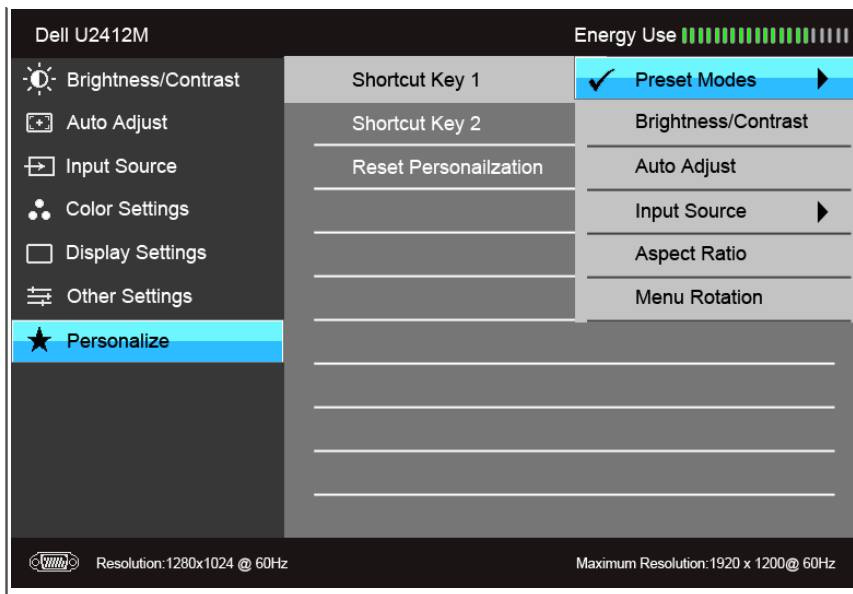 Dell U2412M
Energy Use
Brightness/Contrast
Auto Adjust
Input Source
Color Settings
Display Settings
Other Settings
Personalize
Shortcut Key 1
Shortcut Key 2
Reset Personailzation
Preset Modes
Brightness/Contrast
Auto Adjust
Input Source
Aspect Ratio
Menu Rotation
Resolution:1280x1024 @ 60Hz
Maximum Resolution:1920 x 1200@ 60Hz